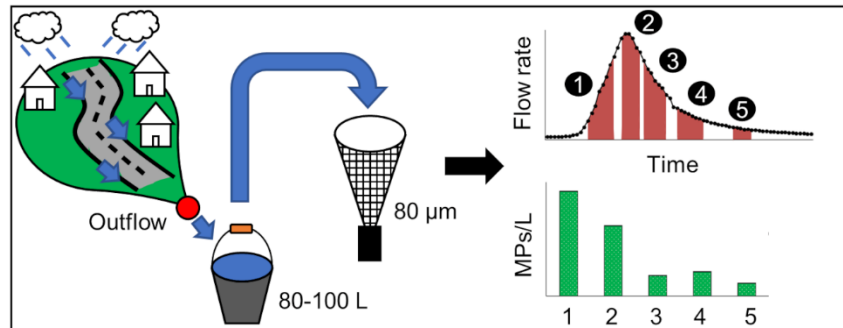 Outflow
80-100 L
80 µm
Flow rate
1
2
3
4
5
Time
MPs/L
1 2 3 4 5